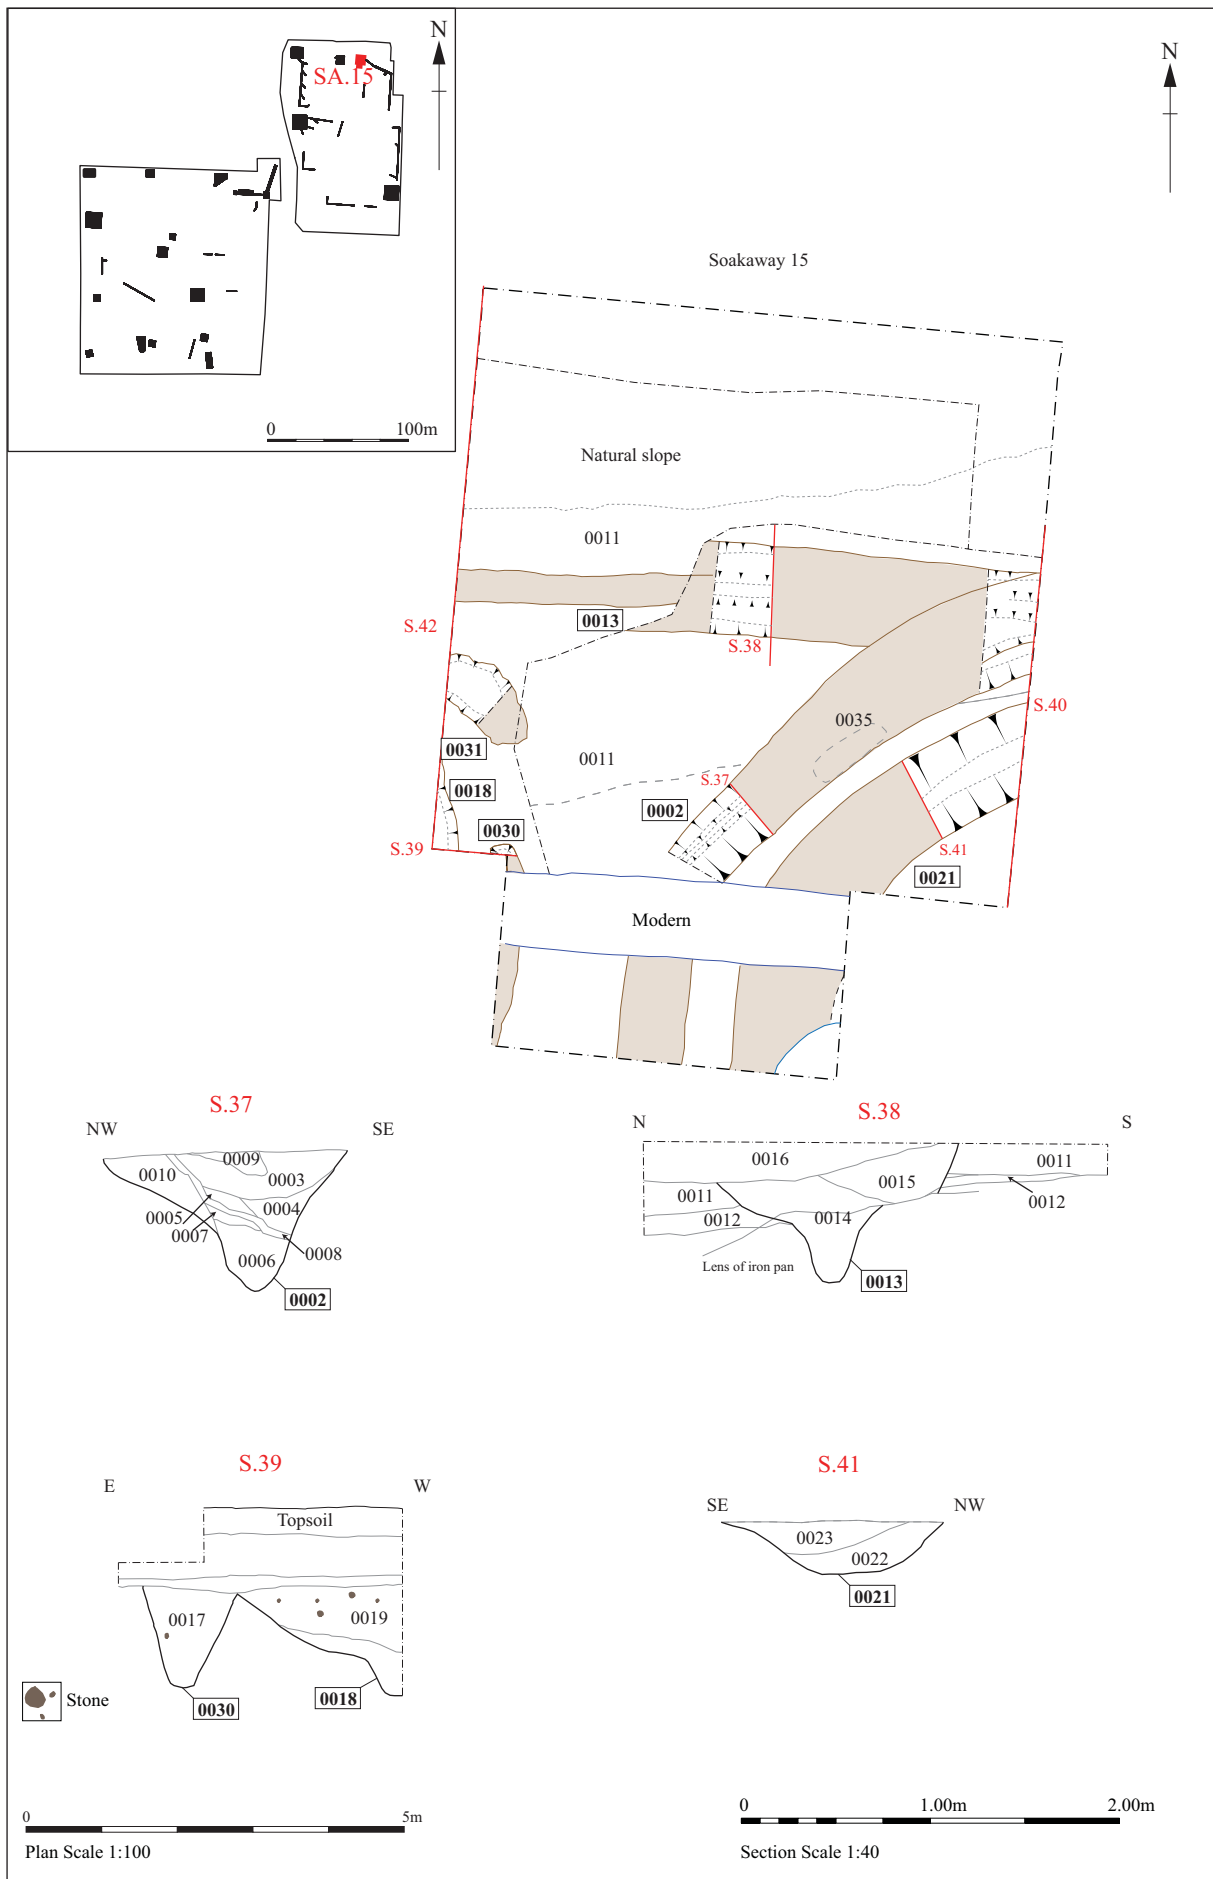 N
SA.15
0 100m
N
Soakaway 15
Natural slope
0011
0013
S.38
S.42
0035
S.40
0031
0011
S.37
0018
0002
0030
S.39
S.41
0021
Modern
S.37
NW SE
0009
0010
0003
0004
0005
0007
0008
0006
0002
S.38
N S
0016
0011
0015
0011
0012
0012
0014
Lens of iron pan
0013
S.39
E W
Topsoil
0017
0019
0018
0030
Stone
S.41
SE NW
0023
0022
0021
0 5m
Plan Scale 1:100
0 1.00m 2.00m
Section Scale 1:40